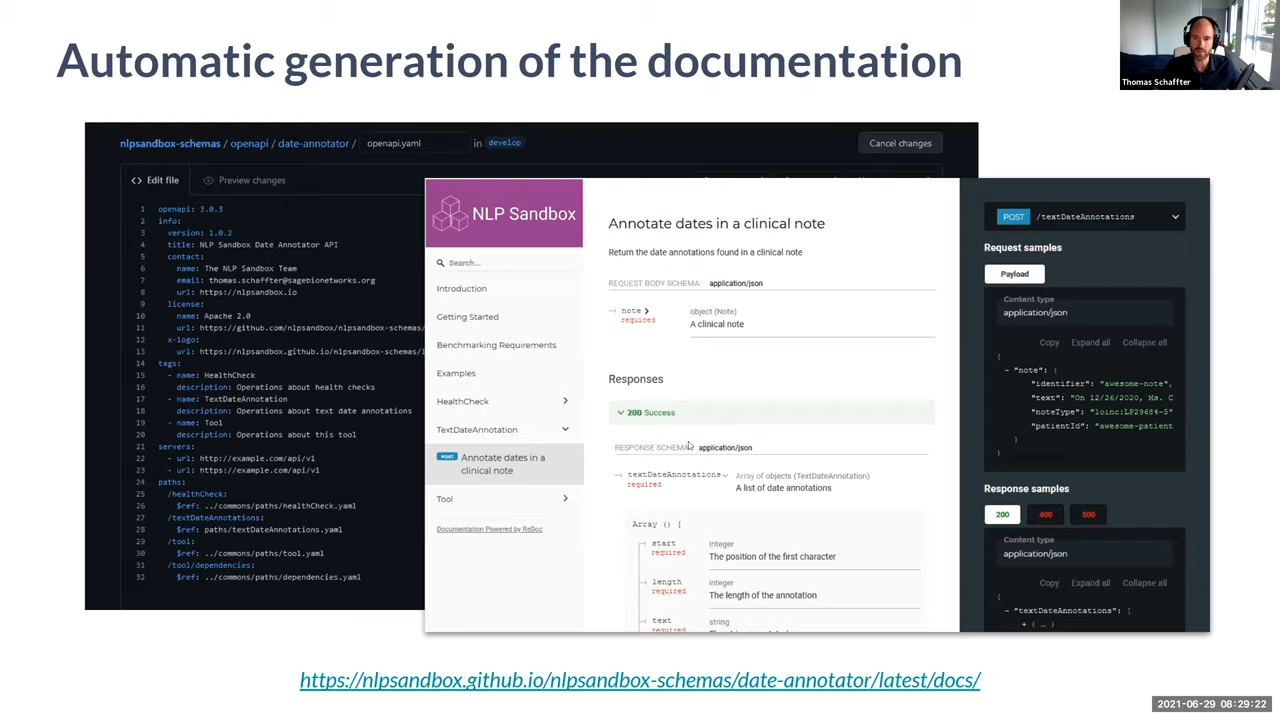 Automatic generation of the documentation
Thomas Schaffter
nlpsandbox-schemas / openapi / date-annotator / openapi.yaml in develop
Cancel changes
<> Edit file
Preview changes
1 openapi: 3.0.3
2 info:
3 version: 1.0.2
4 title: NLP Sandbox Date Annotator API
5 contact:
6 name: The NLP Sandbox Team
7 email: thomas.schaffter@sagebionetworks.org
8 url: https://nlpsandbox.io
9 license:
10 name: Apache 2.0
11 url: https://github.com/nlpsandbox/nlpsandbox-schemas/
12 x-logo:
13 url: https://nlpsandbox.github.io/nlpsandbox-schemas/
14 tags:
15 - name: HealthCheck
16 description: Operations about health checks
17 - name: TextDateAnnotation
18 description: Operations about text date annotations
19 - name: Tool
20 description: Operations about this tool
21 servers:
22 - url: http://example.com/api/v1
23 - url: https://example.com/api/v1
24 paths:
25 /healthCheck:
26 $ref: ../commons/paths/healthCheck.yaml
27 /textDateAnnotations:
28 $ref: paths/textDateAnnotations.yaml
29 /tool:
30 $ref: ../commons/paths/tool.yaml
31 /tool/dependencies:
32 $ref: ../commons/paths/dependencies.yaml
NLP Sandbox
Search...
Introduction
Getting Started
Benchmarking Requirements
Examples
HealthCheck
TextDateAnnotation
POST Annotate dates in a
clinical note
Tool
Documentation Powered by ReDoc
Annotate dates in a clinical note
Return the date annotations found in a clinical note
REQUEST BODY SCHEMA: application/json
note object (Note)
required A clinical note
Responses
200 Success
RESPONSE SCHEMA: application/json
textDateAnnotations Array of objects (TextDateAnnotation)
required A list of date annotations
Array () [
start integer
required The position of the first character
length integer
required The length of the annotation
text string
required
POST /textDateAnnotations
Request samples
Payload
Content type
application/json
Copy Expand all Collapse all
{
- "note": {
"identifier": "awesome-note",
"text": "On 12/26/2020, Ms. C
"noteType": "loinc:LP29684-5"
"patientId": "awesome-patient
}
}
Response samples
200 400 500
Content type
application/json
Copy Expand all Collapse all
{
- "textDateAnnotations": [
+ { … }
https://nlpsandbox.github.io/nlpsandbox-schemas/date-annotator/latest/docs/
2021-06-29 08:29:22